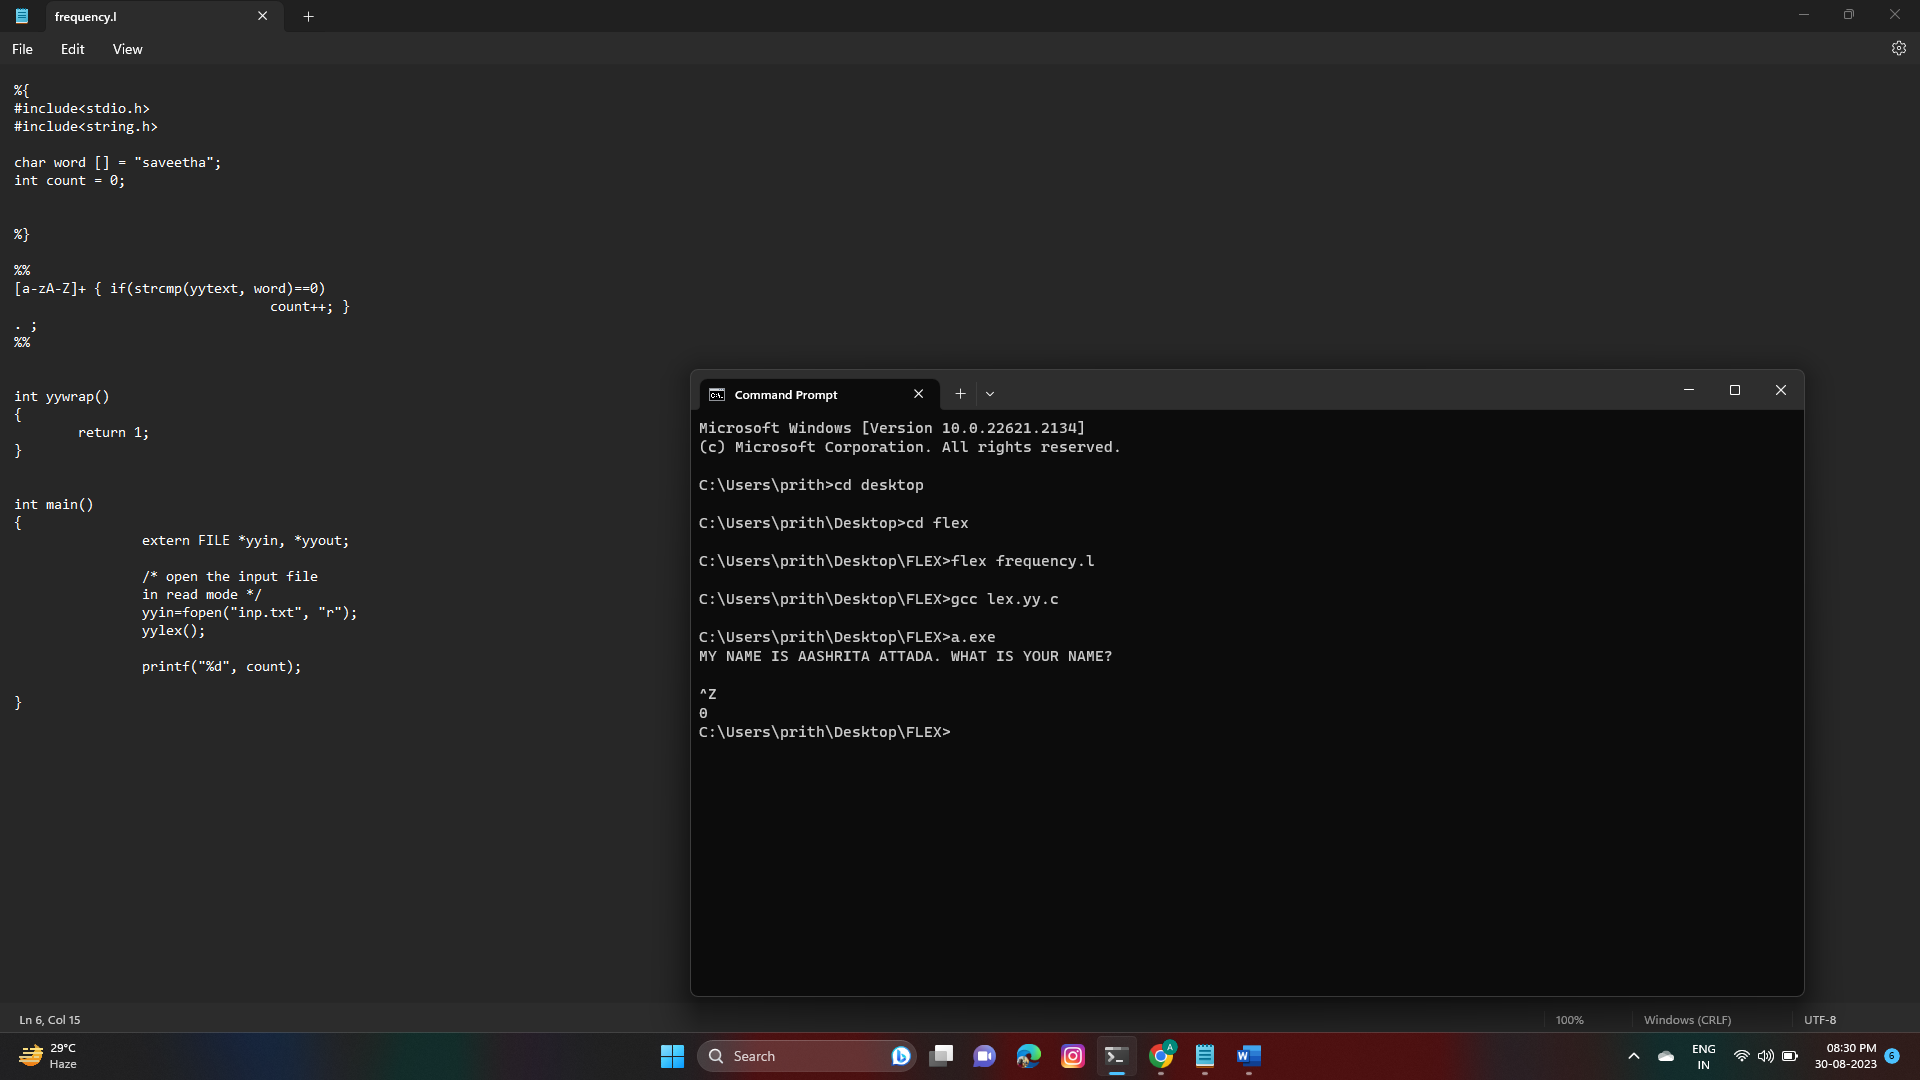 frequency.l
File Edit View
%{
#include<stdio.h>
#include<string.h>
char word [] = "saveetha";
int count = 0;
%}
%%
[a-zA-Z]+ { if(strcmp(yytext, word)==0)
count++; }
. ;
%%
int yywrap()
{
return 1;
}
int main()
{
extern FILE *yyin, *yyout;
/* open the input file
in read mode */
yyin=fopen("inp.txt", "r");
yylex();
printf("%d", count);
}
Command Prompt
Microsoft Windows [Version 10.0.22621.2134]
(c) Microsoft Corporation. All rights reserved.
C:\Users\prith>cd desktop
C:\Users\prith\Desktop>cd flex
C:\Users\prith\Desktop\FLEX>flex frequency.l
C:\Users\prith\Desktop\FLEX>gcc lex.yy.c
C:\Users\prith\Desktop\FLEX>a.exe
MY NAME IS AASHRITA ATTADA. WHAT IS YOUR NAME?
^Z
0
C:\Users\prith\Desktop\FLEX>
Ln 6, Col 15
100%
Windows (CRLF)
UTF-8
29°C
Haze
Search
A
W
ENG
IN
08:30 PM
30-08-2023
6